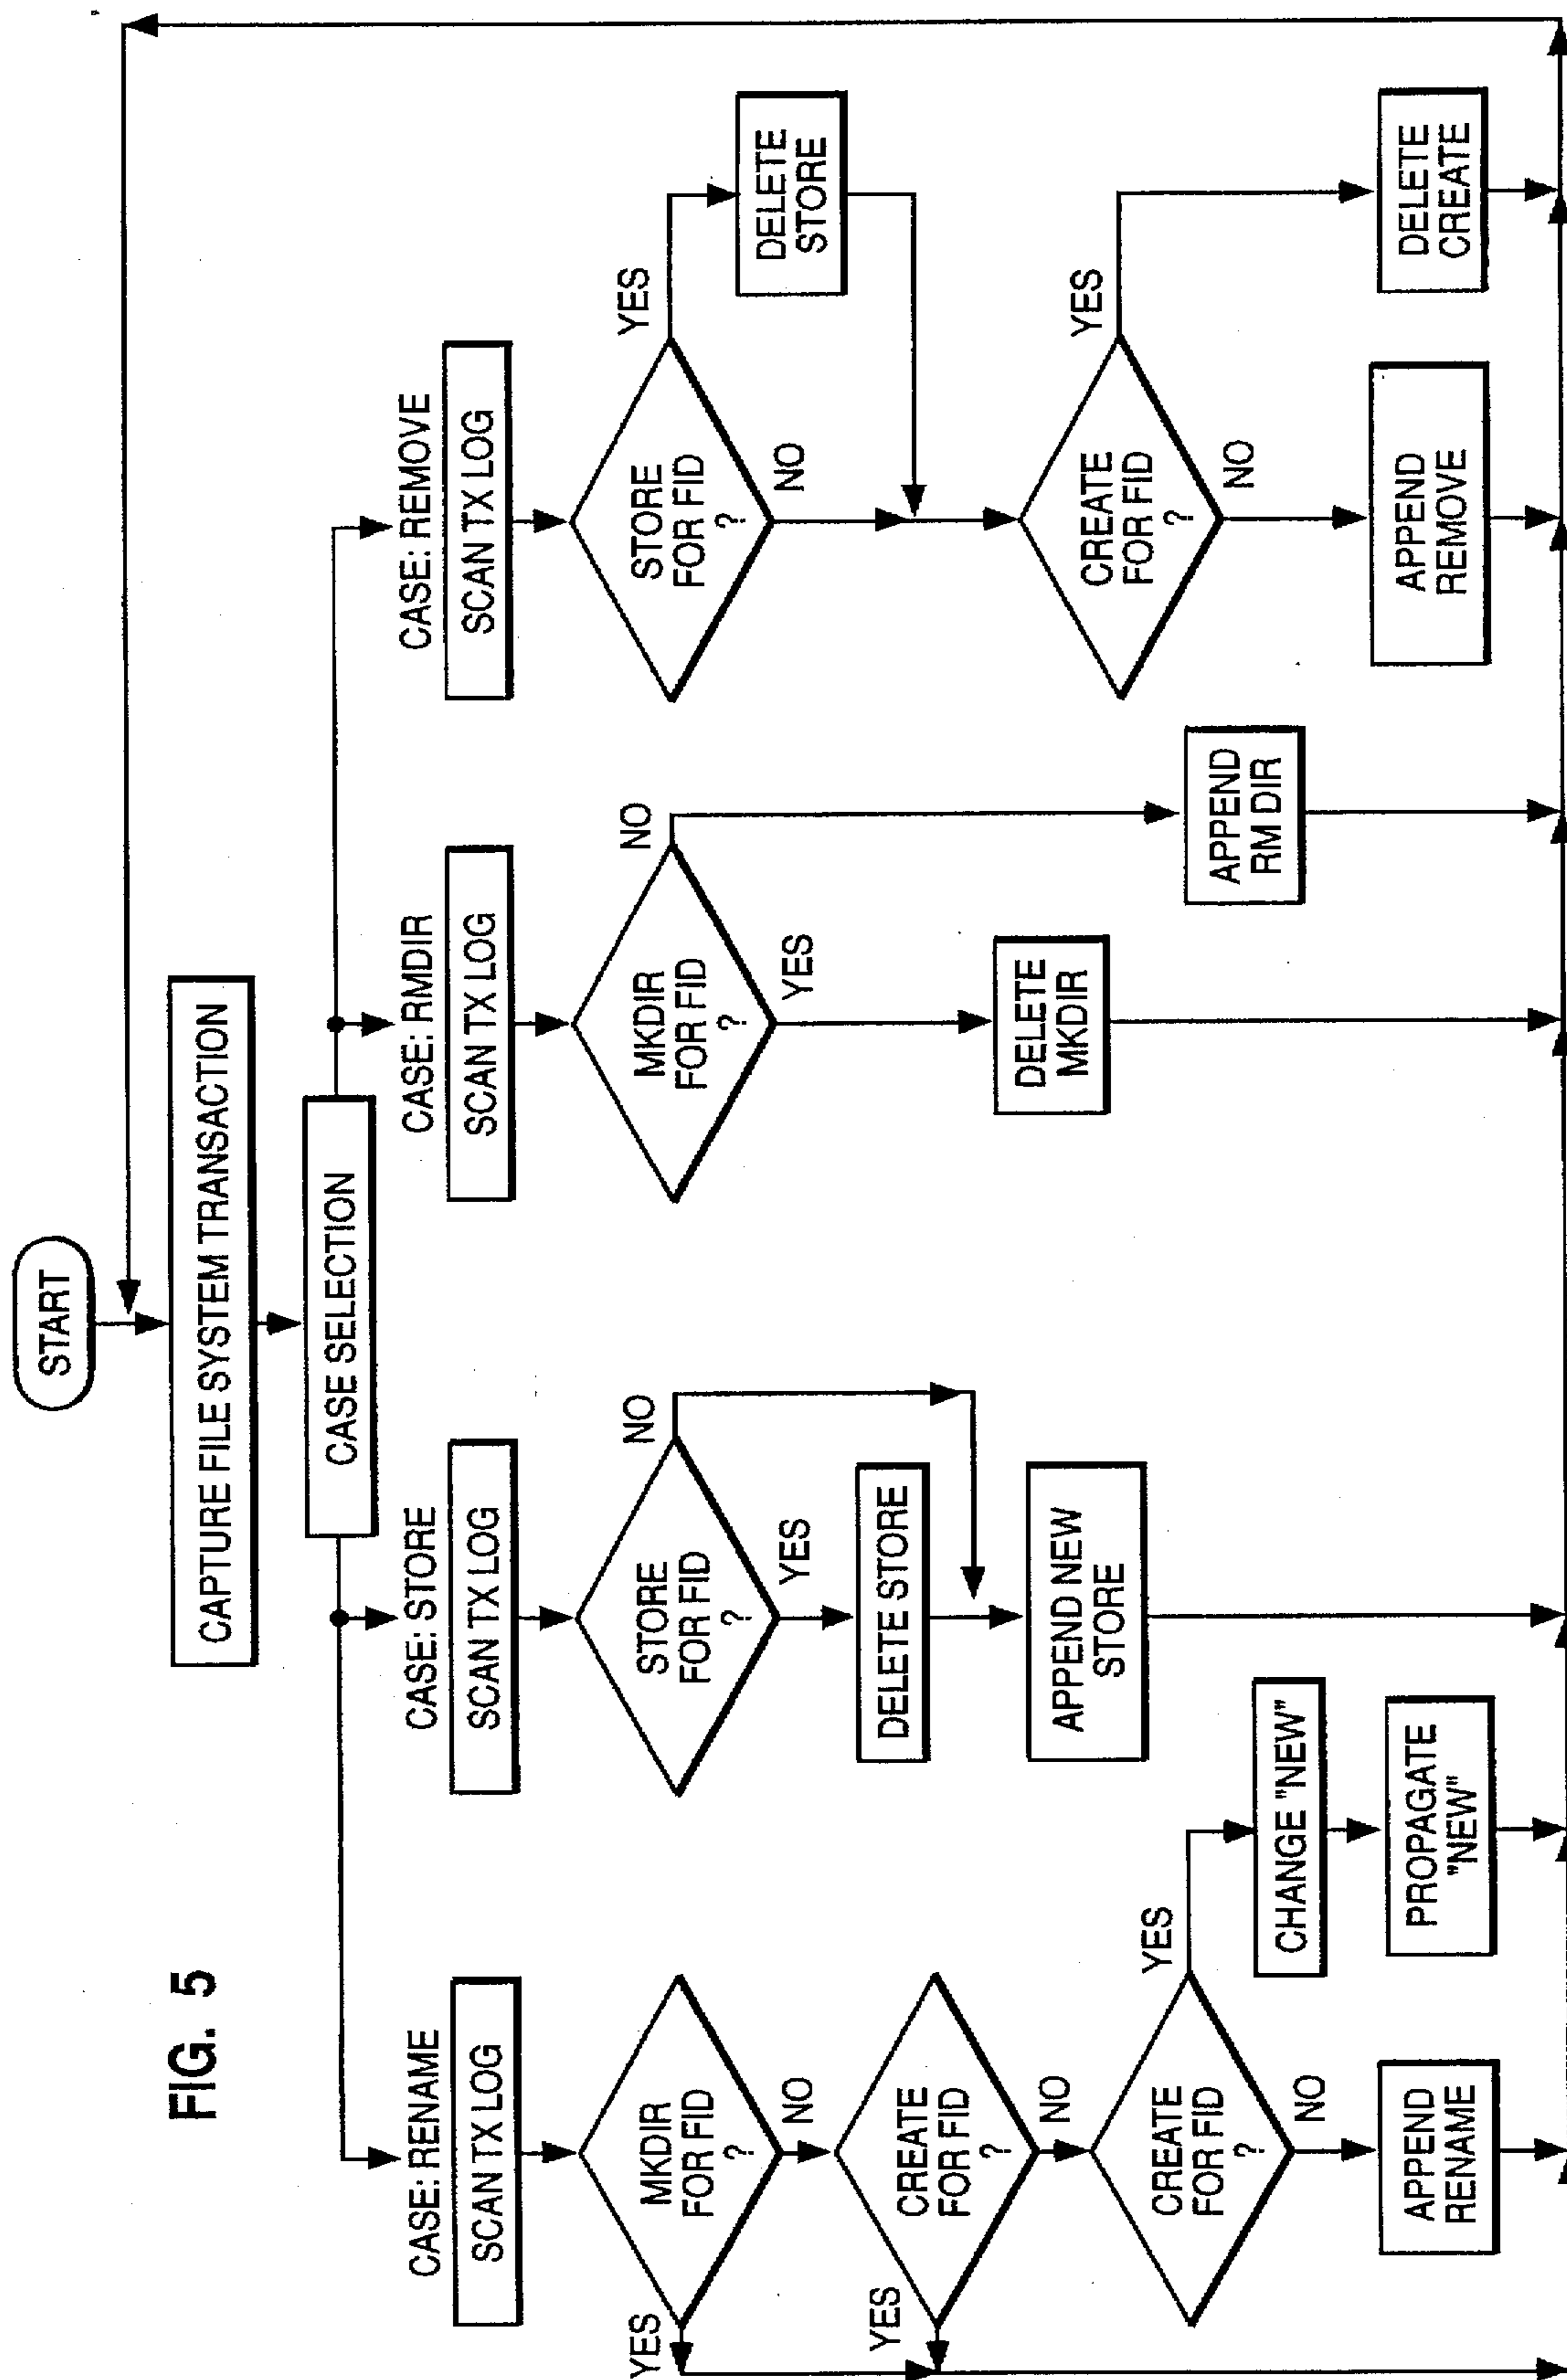 FIG. 5
START
CAPTURE FILE SYSTEM TRANSACTION
CASE SELECTION
CASE: RENAME
SCAN TX LOG
MKDIR
FOR FID
?
YES
NO
CREATE
FOR FID
?
YES
NO
CREATE
FOR FID
?
YES
NO
APPEND
RENAME
CHANGE "NEW"
PROPAGATE
"NEW"
CASE: STORE
SCAN TX LOG
STORE
FOR FID
?
NO
YES
DELETE STORE
APPEND NEW
STORE
CASE: RMDIR
SCAN TX LOG
MKDIR
FOR FID
?
NO
YES
DELETE
MKDIR
APPEND
RM DIR
CASE: REMOVE
SCAN TX LOG
STORE
FOR FID
?
YES
NO
DELETE
STORE
CREATE
FOR FID
?
YES
NO
APPEND
REMOVE
DELETE
CREATE